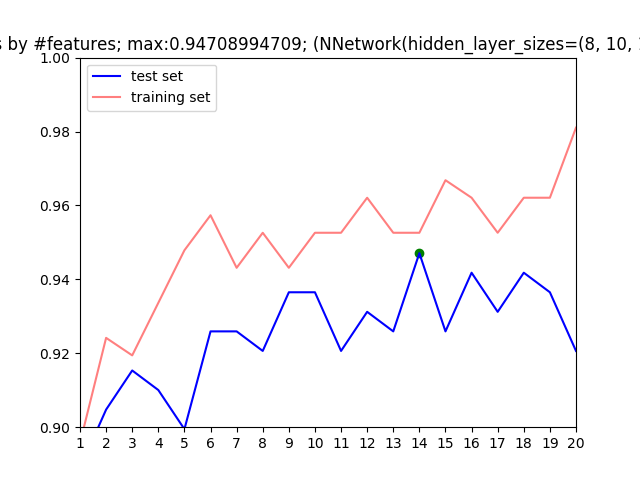 s by #features; max:0.94708994709; (NNetwork(hidden_layer_sizes=(8, 10, 
test set
training set
1.00
0.98
0.96
0.94
0.92
0.90
1 2 3 4 5 6 7 8 9 10 11 12 13 14 15 16 17 18 19 20